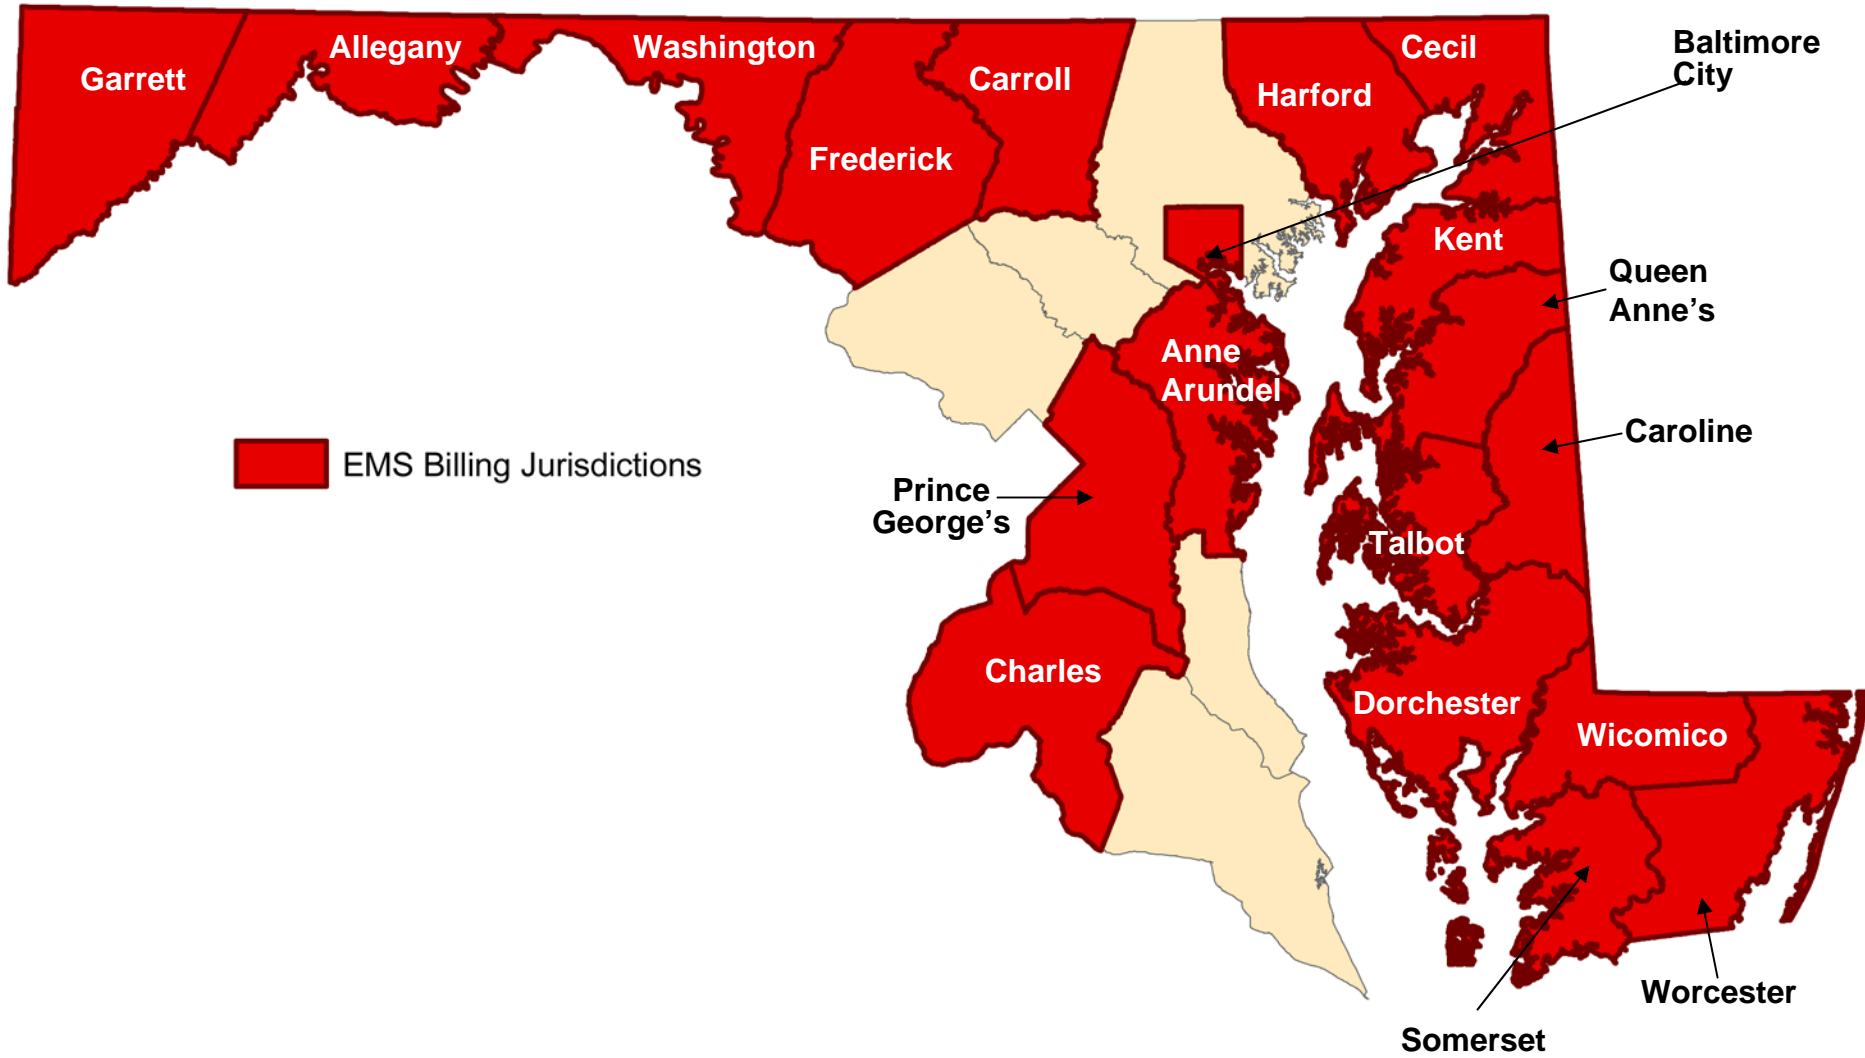 Garrett
Allegany
Washington
Frederick
Carroll
Harford
Cecil
Baltimore
City
Kent
Queen
Anne’s
Anne
Arundel
Caroline
EMS Billing Jurisdictions
Prince
George’s
Talbot
Charles
Dorchester
Wicomico
Worcester
Somerset